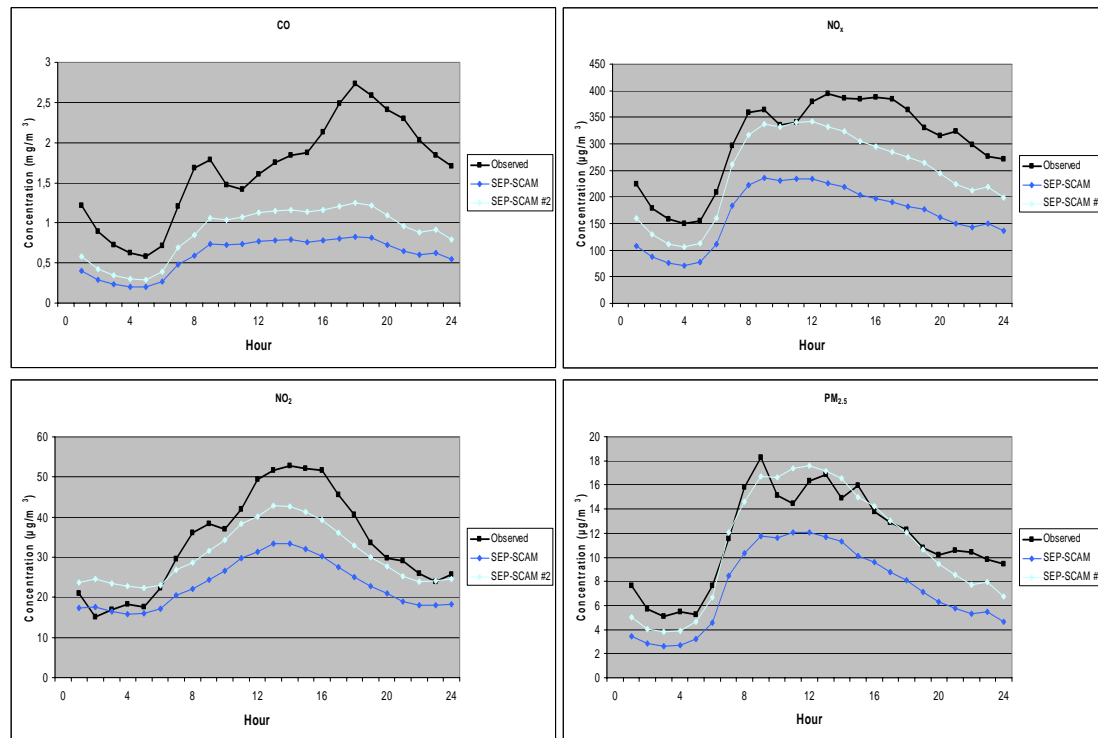 CO
Concentration (mg/m ³)
3
2,5
2
1,5
1
0,5
0
0 4 8 12 16 20 24
Hour
Observed
SEP-SCAM
SEP-SCAM #2
NOx
Concentration (µg/m ³)
450
400
350
300
250
200
150
100
50
0
0 4 8 12 16 20 24
Hour
Observed
SEP-SCAM
SEP-SCAM #
NO₂
Concentration (µg/m ³)
60
50
40
30
20
10
0
0 4 8 12 16 20 24
Hour
Observed
SEP-SCAM
SEP-SCAM #2
PM₂.₅
Concentration (µg/m ³)
20
18
16
14
12
10
8
6
4
2
0
0 4 8 12 16 20 24
Hour
Observed
SEP-SCAM
SEP-SCAM #